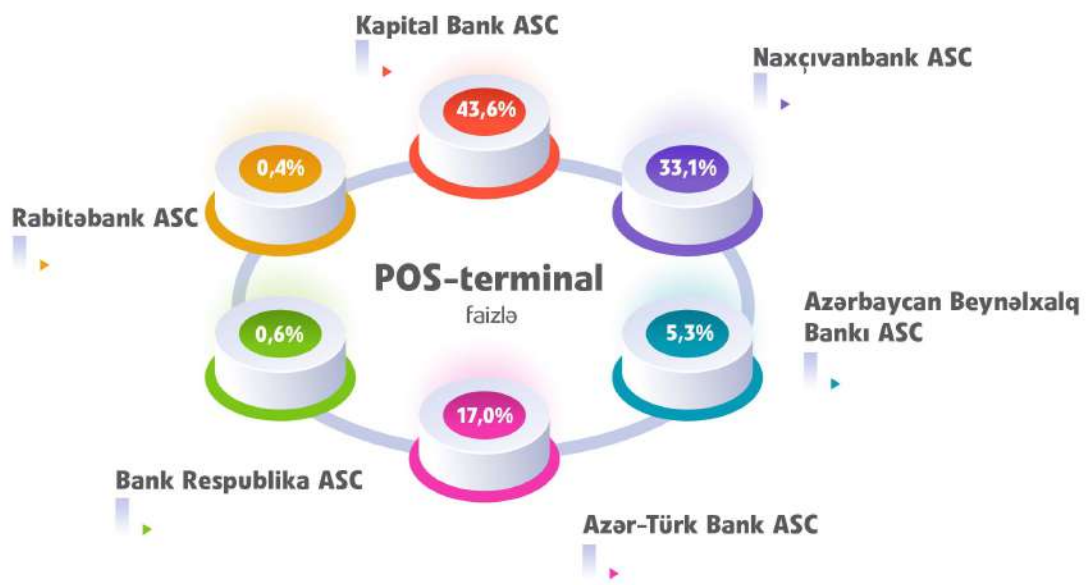 Kapital Bank ASC
43,6%
Naxçıvanbank ASC
33,1%
0,4%
Rabitəbank ASC
POS-terminal
faizlə
Azərbaycan Beynəlxalq
Bankı ASC
5,3%
0,6%
17,0%
Bank Respublika ASC
Azər-Türk Bank ASC